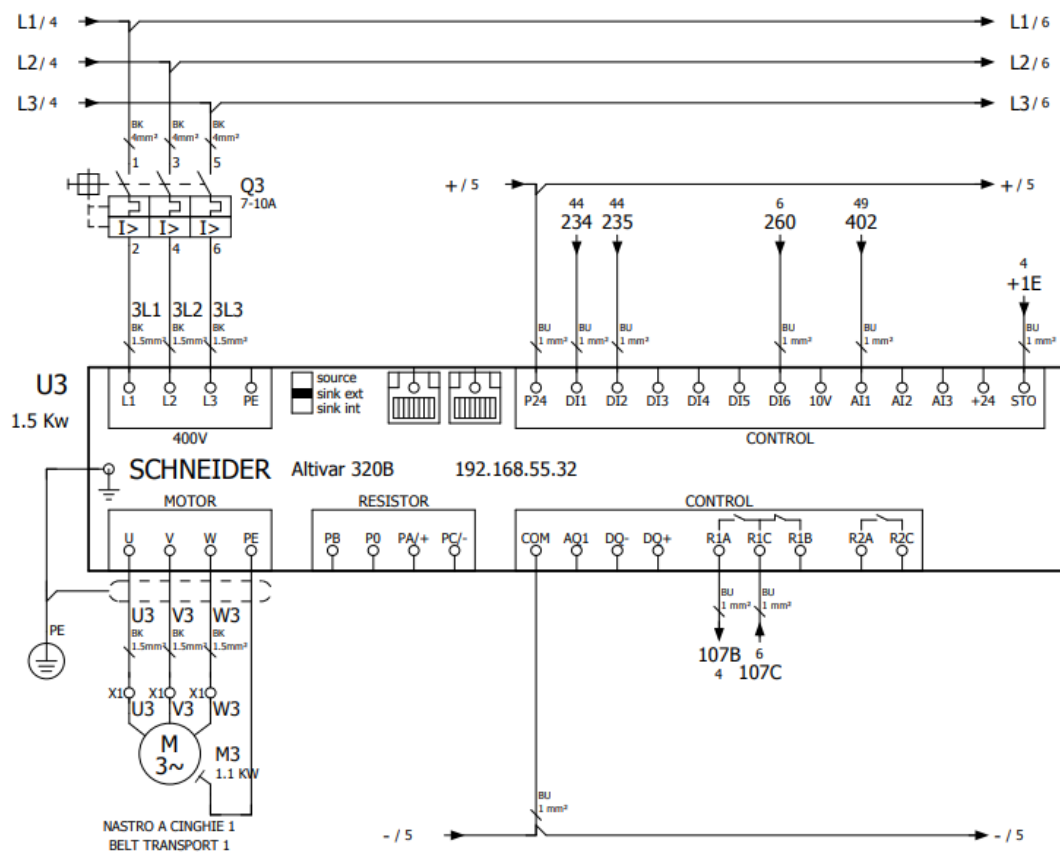 L1 / 4 L1 / 6
L2 / 4 L2 / 6
L3 / 4 L3 / 6
BK BK BK
4mm² 4mm² 4mm²
1 3 5
Q3
7-10A
I> I> I>
2 4 6
+ / 5 + / 5
44 44 6 49
234 235 260 402
4
+1E
3L1 3L2 3L3
BK BK BK
1.5mm² 1.5mm² 1.5mm²
BU BU BU BU BU BU
1 mm² 1 mm² 1 mm² 1 mm² 1 mm² 1 mm²
U3
1.5 Kw
L1 L2 L3 PE
400V
source
sink ext
sink int
P24 DI1 DI2 DI3 DI4 DI5 DI6 10V AI1 AI2 AI3 +24 STO
CONTROL
SCHNEIDER Altivar 320B 192.168.55.32
MOTOR RESISTOR CONTROL
U V W PE
PB P0 PA/+ PC/-
COM AQ1 DQ- DQ+ R1A R1C R1B R2A R2C
PE
U3 V3 W3
BK BK BK
1.5mm² 1.5mm² 1.5mm²
BU BU
1 mm² 1 mm²
107B 6
4 107C
X1 X1 X1
U3 V3 W3
M
3~
M3
1.1 KW
BU
1 mm²
NASTRO A CINGHIE 1
BELT TRANSPORT 1
- / 5 - / 5